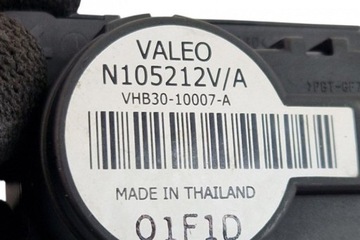 VALEO
N105212V/A
VHB30-10007-A
MADE IN THAILAND
01F1D